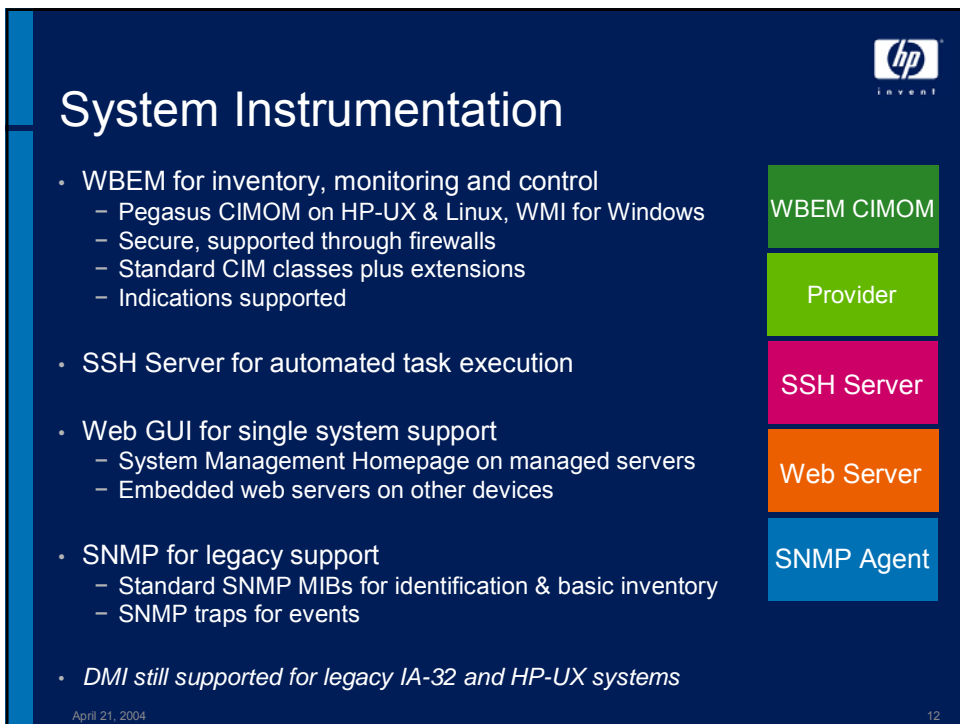 hp
invent
System Instrumentation
• WBEM for inventory, monitoring and control
− Pegasus CIMOM on HP-UX & Linux, WMI for Windows
− Secure, supported through firewalls
− Standard CIM classes plus extensions
− Indications supported
• SSH Server for automated task execution
• Web GUI for single system support
− System Management Homepage on managed servers
− Embedded web servers on other devices
• SNMP for legacy support
− Standard SNMP MIBs for identification & basic inventory
− SNMP traps for events
• DMI still supported for legacy IA-32 and HP-UX systems
WBEM CIMOM
Provider
SSH Server
Web Server
SNMP Agent
April 21, 2004
12